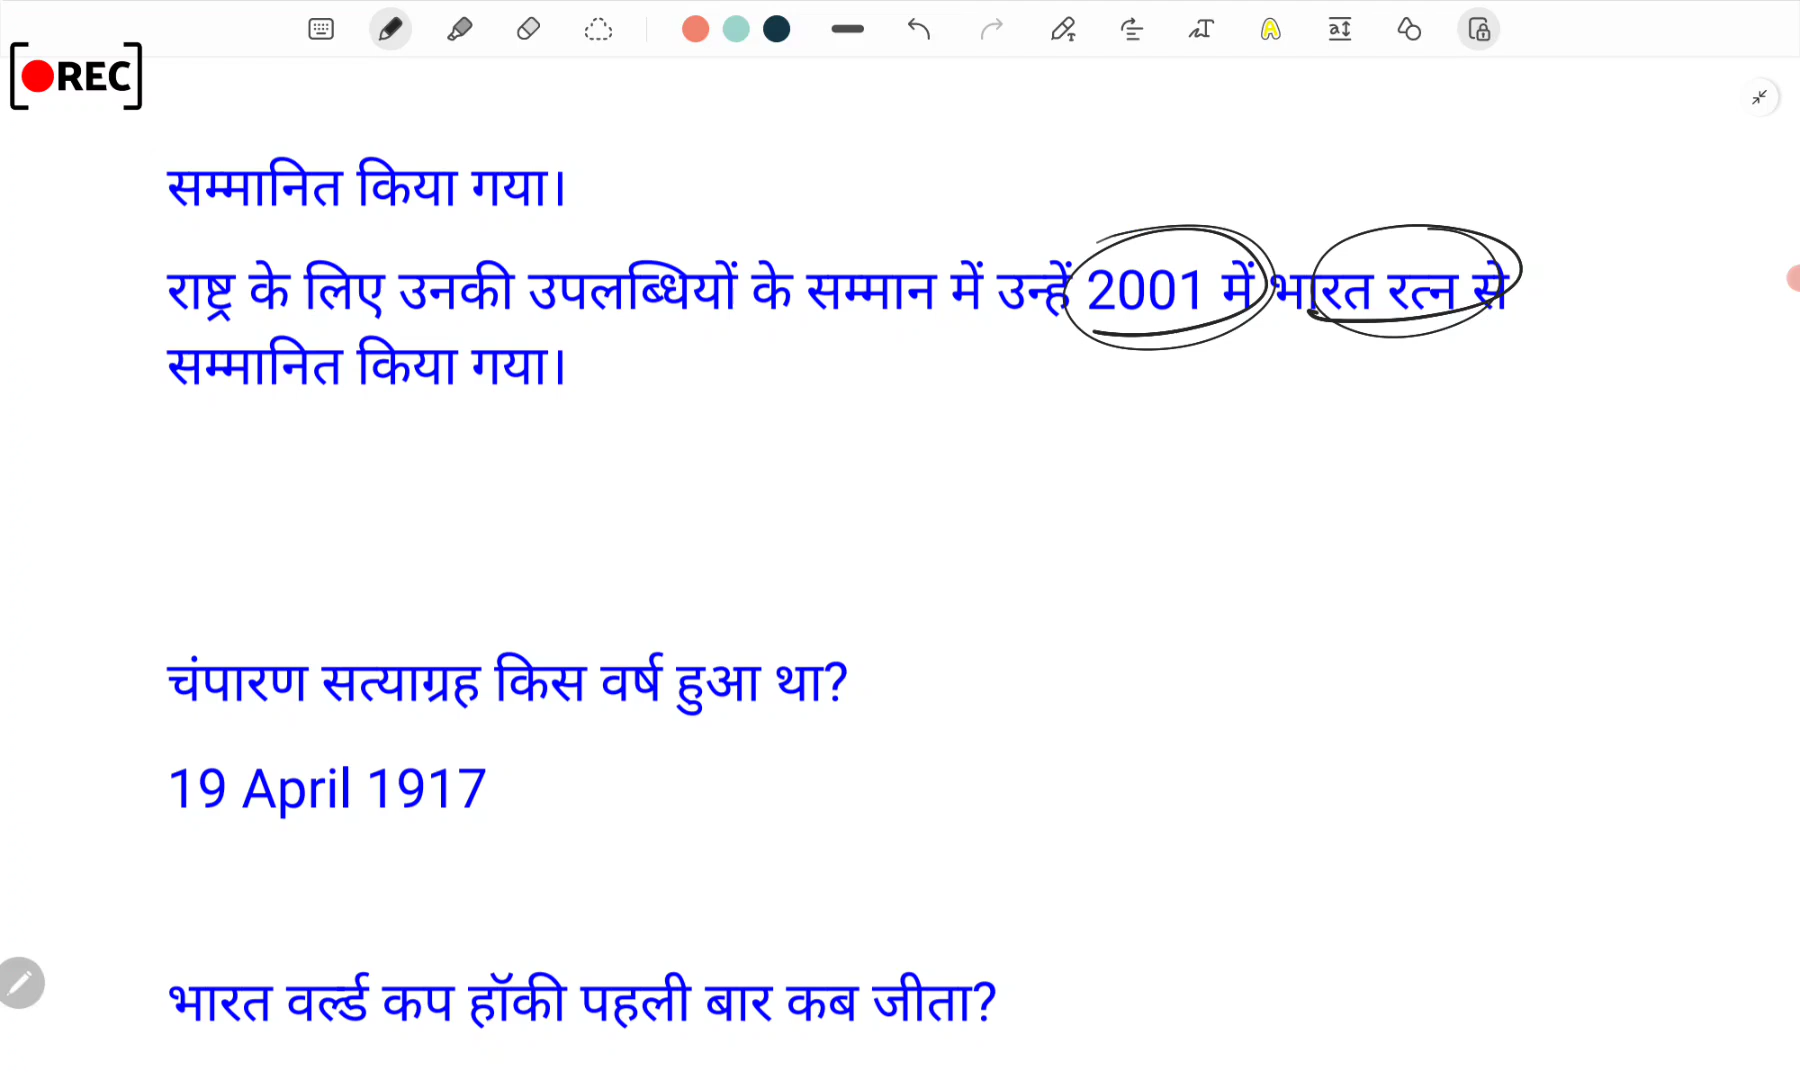 REC
सम्मानित किया गया।
राष्ट्र के लिए उनकी उपलब्धियों के सम्मान में उन्हें 2001 में भारत रत्न से
सम्मानित किया गया।
चंपारण सत्याग्रह किस वर्ष हुआ था?
19 April 1917
भारत वर्ल्ड कप हॉकी पहली बार कब जीता?